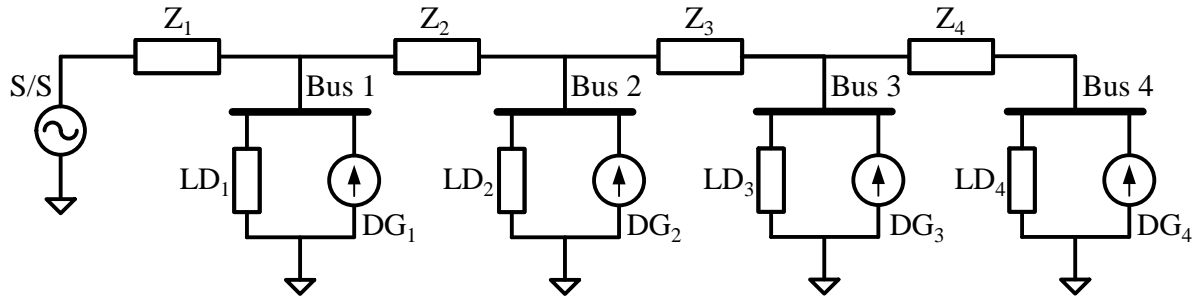 Z₁ Z₂ Z₃ Z₄
S/S Bus 1 Bus 2 Bus 3 Bus 4
LD₁ LD₂ LD₃ LD₄
DG₁ DG₂ DG₃ DG₄